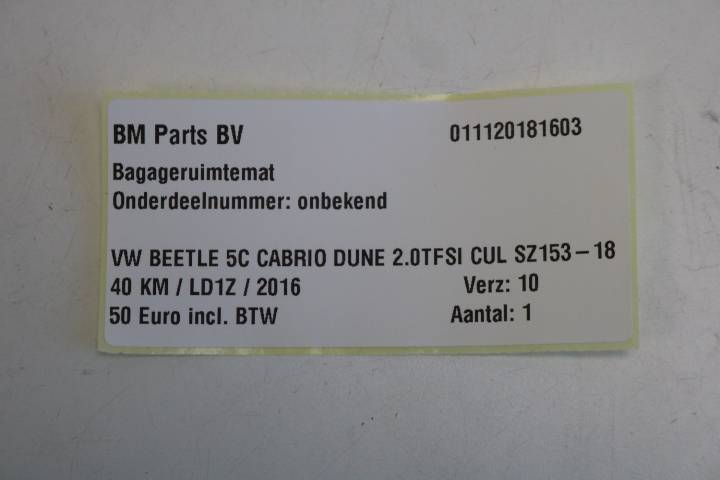 BM Parts BV 011120181603
Bagageruimtemat
Onderdeelnummer: onbekend
VW BEETLE 5C CABRIO DUNE 2.0TFSI CUL SZ153-18
40 KM / LD1Z / 2016 Verz: 10
50 Euro incl. BTW Aantal: 1